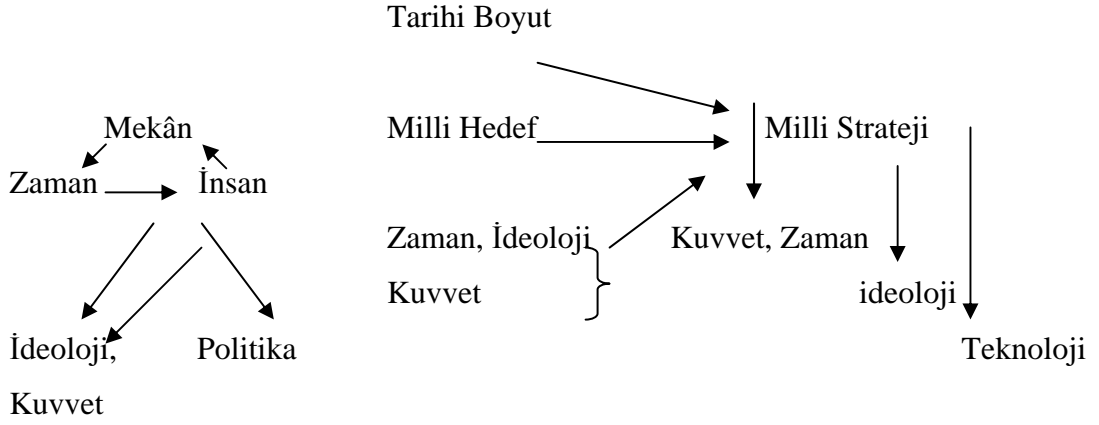 Tarihi Boyut
Mekân
Milli Hedef
Milli Strateji
Zaman
İnsan
Zaman, İdeoloji
Kuvvet, Zaman
Kuvvet
ideoloji
İdeoloji,
Politika
Teknoloji
Kuvvet